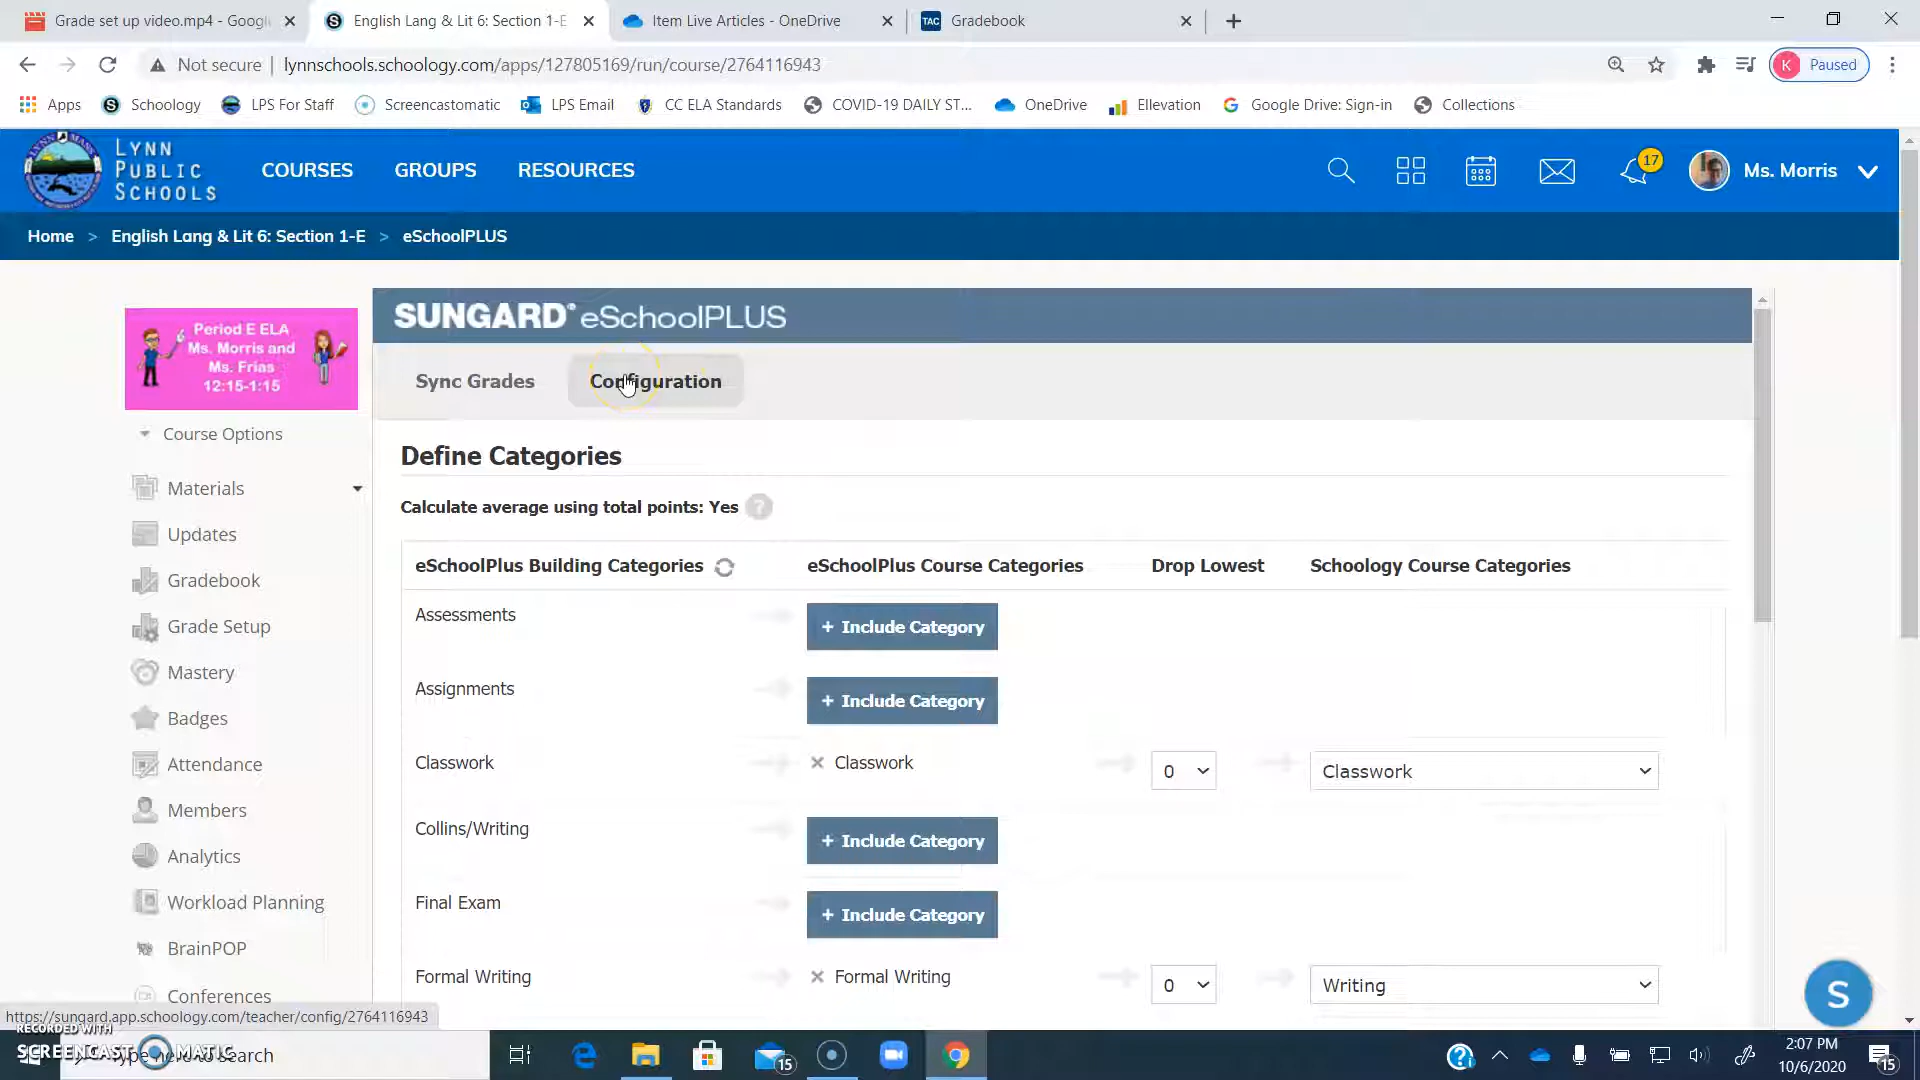 Grade set up video.mp4 - Googl
English Lang & Lit 6: Section 1-E
Item Live Articles - OneDrive
TAC Gradebook
Not secure | lynnschools.schoology.com/apps/127805169/run/course/2764116943
K Paused
Apps Schoology LPS For Staff Screencastomatic LPS Email CC ELA Standards COVID-19 DAILY ST... OneDrive Ellevation Google Drive: Sign-in Collections
LYNN
PUBLIC
SCHOOLS
COURSES GROUPS RESOURCES
17
Ms. Morris
Home > English Lang & Lit 6: Section 1-E > eSchoolPLUS
Period E ELA
Ms. Morris and
Ms. Frias
12:15-1:15
Course Options
Materials
Updates
Gradebook
Grade Setup
Mastery
Badges
Attendance
Members
Analytics
Workload Planning
BrainPOP
Conferences
SUNGARD® eSchoolPLUS
Sync Grades Configuration
Define Categories
Calculate average using total points: Yes ?
eSchoolPlus Building Categories eSchoolPlus Course Categories Drop Lowest Schoology Course Categories
Assessments + Include Category
Assignments + Include Category
Classwork × Classwork 0 Classwork
Collins/Writing + Include Category
Final Exam + Include Category
Formal Writing × Formal Writing 0 Writing
S
https://sungard.app.schoology.com/teacher/config/2764116943
RECORDED WITH
SCREENCAST MATIC
Type here to search
15
2:07 PM
10/6/2020
15